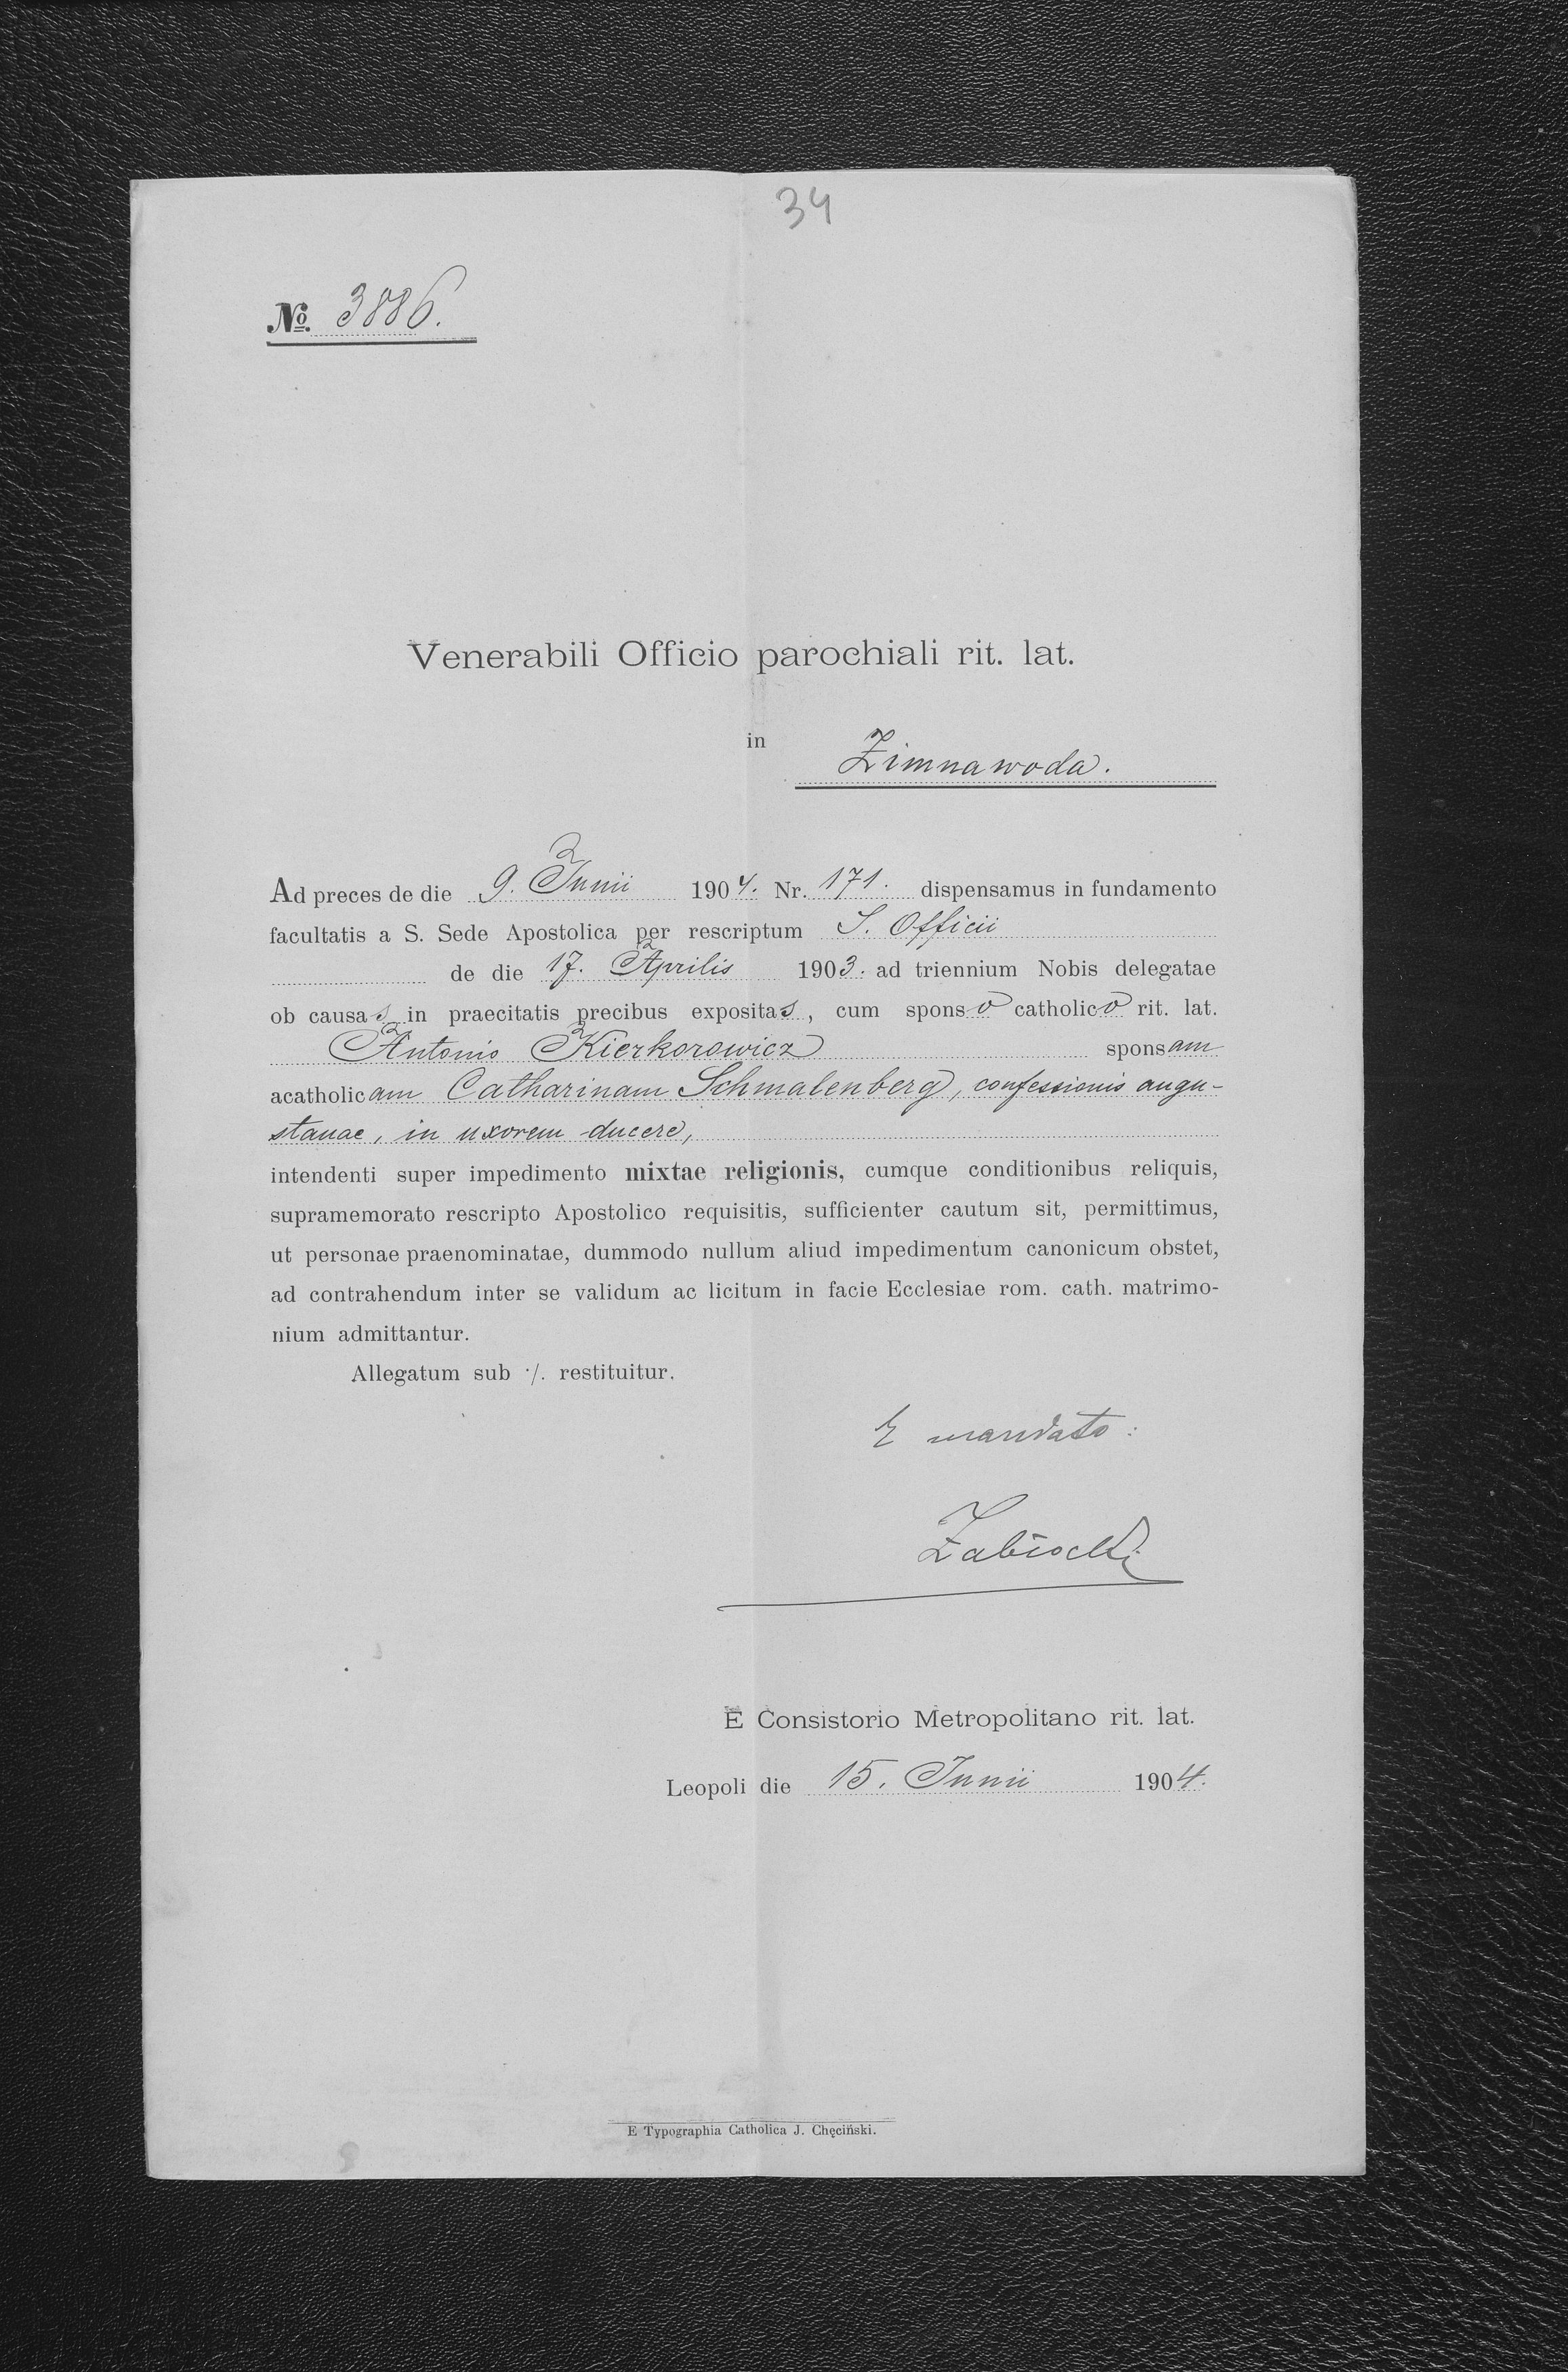 34
No. 3886.
Venerabili Officio parochiali rit. lat.
in Zimnawoda.
Ad preces de die 9. Junii 1904. Nr. 171. dispensamus in fundamento
facultatis a S. Sede Apostolica per rescriptum S. Officii
de die 17. Aprilis 1903. ad triennium Nobis delegatae
ob causas in praecitatis precibus expositas, cum sponso catholico rit. lat.
Antonio Kierkorowicz sponsam
acatholicam Catharinam Schmalenberg, confessionis augu-
stanae, in uxorem ducere,
intendenti super impedimento mixtae religionis, cumque conditionibus reliquis,
supramemorato rescripto Apostolico requisitis, sufficienter cautum sit, permittimus,
ut personae praenominatae, dummodo nullum aliud impedimentum canonicum obstet,
ad contrahendum inter se validum ac licitum in facie Ecclesiae rom. cath. matrimo-
nium admittantur.
Allegatum sub ·/. restituitur.
E mandato:
Zabłocki
E Consistorio Metropolitano rit. lat.
Leopoli die 15. Junii 1904.
E Typographia Catholica J. Chęciński.